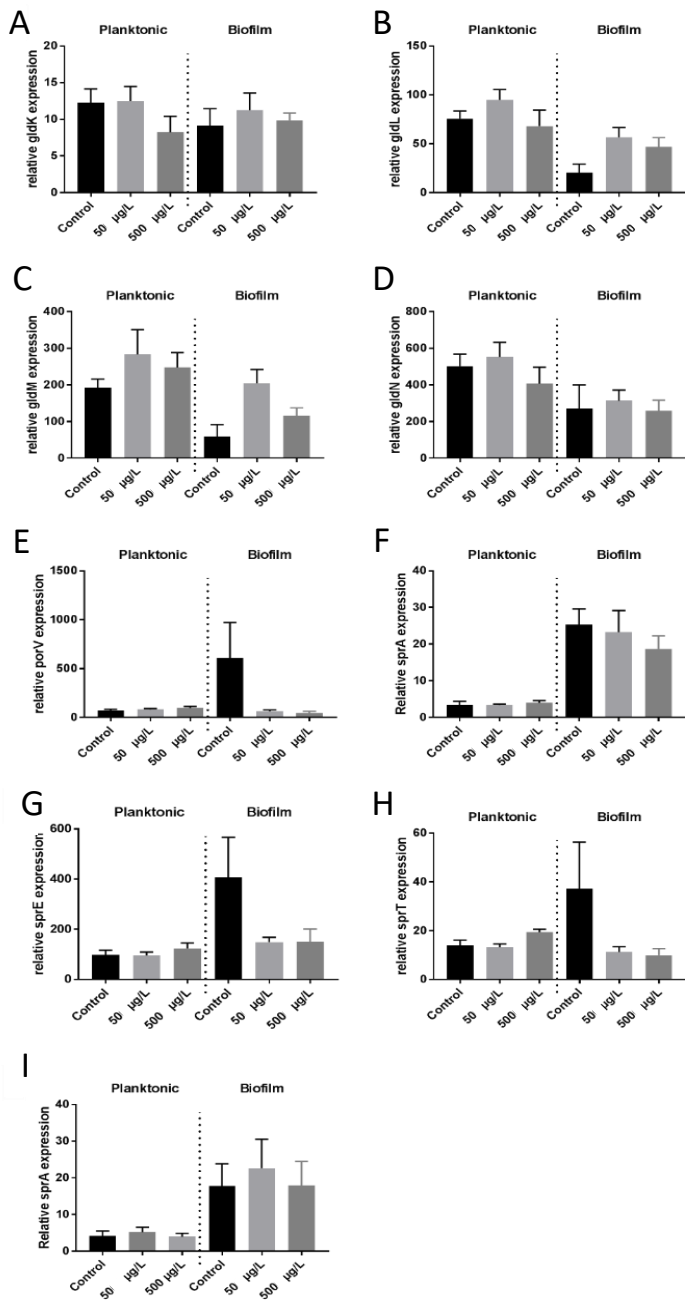 A
Planktonic Biofilm
relative gldK expression
20
15
10
5
0
Control 50 µg/L 500 µg/L Control 50 µg/L 500 µg/L
B
Planktonic Biofilm
relative gldL expression
150
100
50
0
Control 50 µg/L 500 µg/L Control 50 µg/L 500 µg/L
C
Planktonic Biofilm
relative gldM expression
400
300
200
100
0
Control 50 µg/L 500 µg/L Control 50 µg/L 500 µg/L
D
Planktonic Biofilm
relative gldN expression
800
600
400
200
0
Control 50 µg/L 500 µg/L Control 50 µg/L 500 µg/L
E
Planktonic Biofilm
relative porV expression
1500
1000
500
0
Control 50 µg/L 500 µg/L Control 50 µg/L 500 µg/L
F
Planktonic Biofilm
Relative sprA expression
40
30
20
10
0
Control 50 µg/L 500 µg/L Control 50 µg/L 500 µg/L
G
Planktonic Biofilm
relative sprE expression
600
400
200
0
Control 50 µg/L 500 µg/L Control 50 µg/L 500 µg/L
H
Planktonic Biofilm
relative sprT expression
60
40
20
0
Control 50 µg/L 500 µg/L Control 50 µg/L 500 µg/L
I
Planktonic Biofilm
Relative sprA expression
40
30
20
10
0
Control 50 µg/L 500 µg/L Control 50 µg/L 500 µg/L